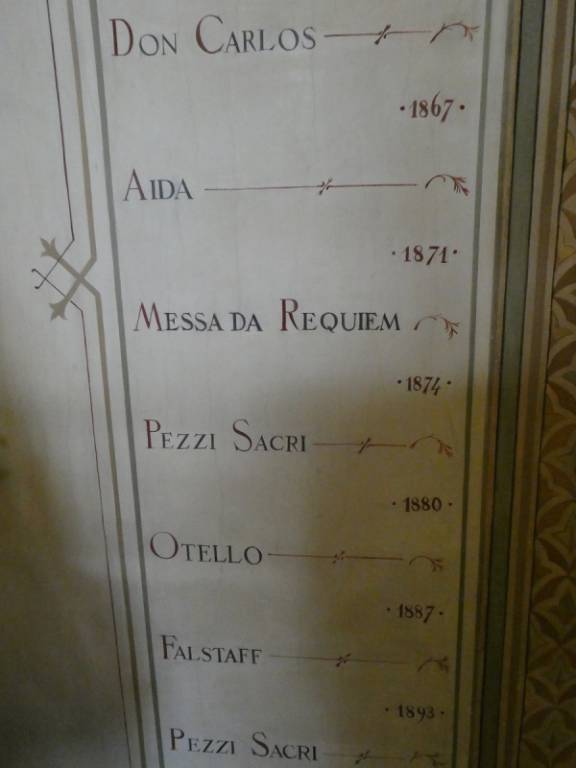 Don Carlos
·1867·
Aida
·1871·
Messa da Requiem
·1874·
Pezzi Sacri
·1880·
Otello
·1887·
Falstaff
·1893·
Pezzi Sacri